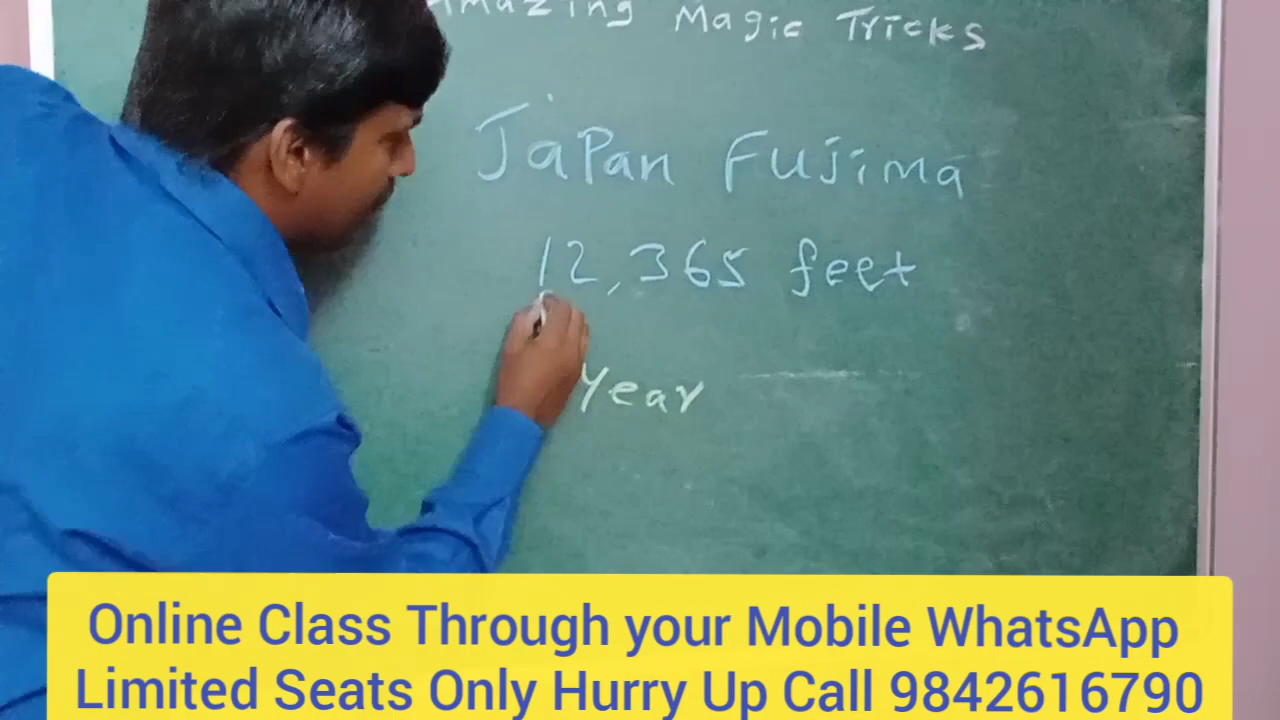 Amazing Magic Tricks
Japan Fujima
12,365 feet
Year
Online Class Through your Mobile WhatsApp
Limited Seats Only Hurry Up Call 9842616790